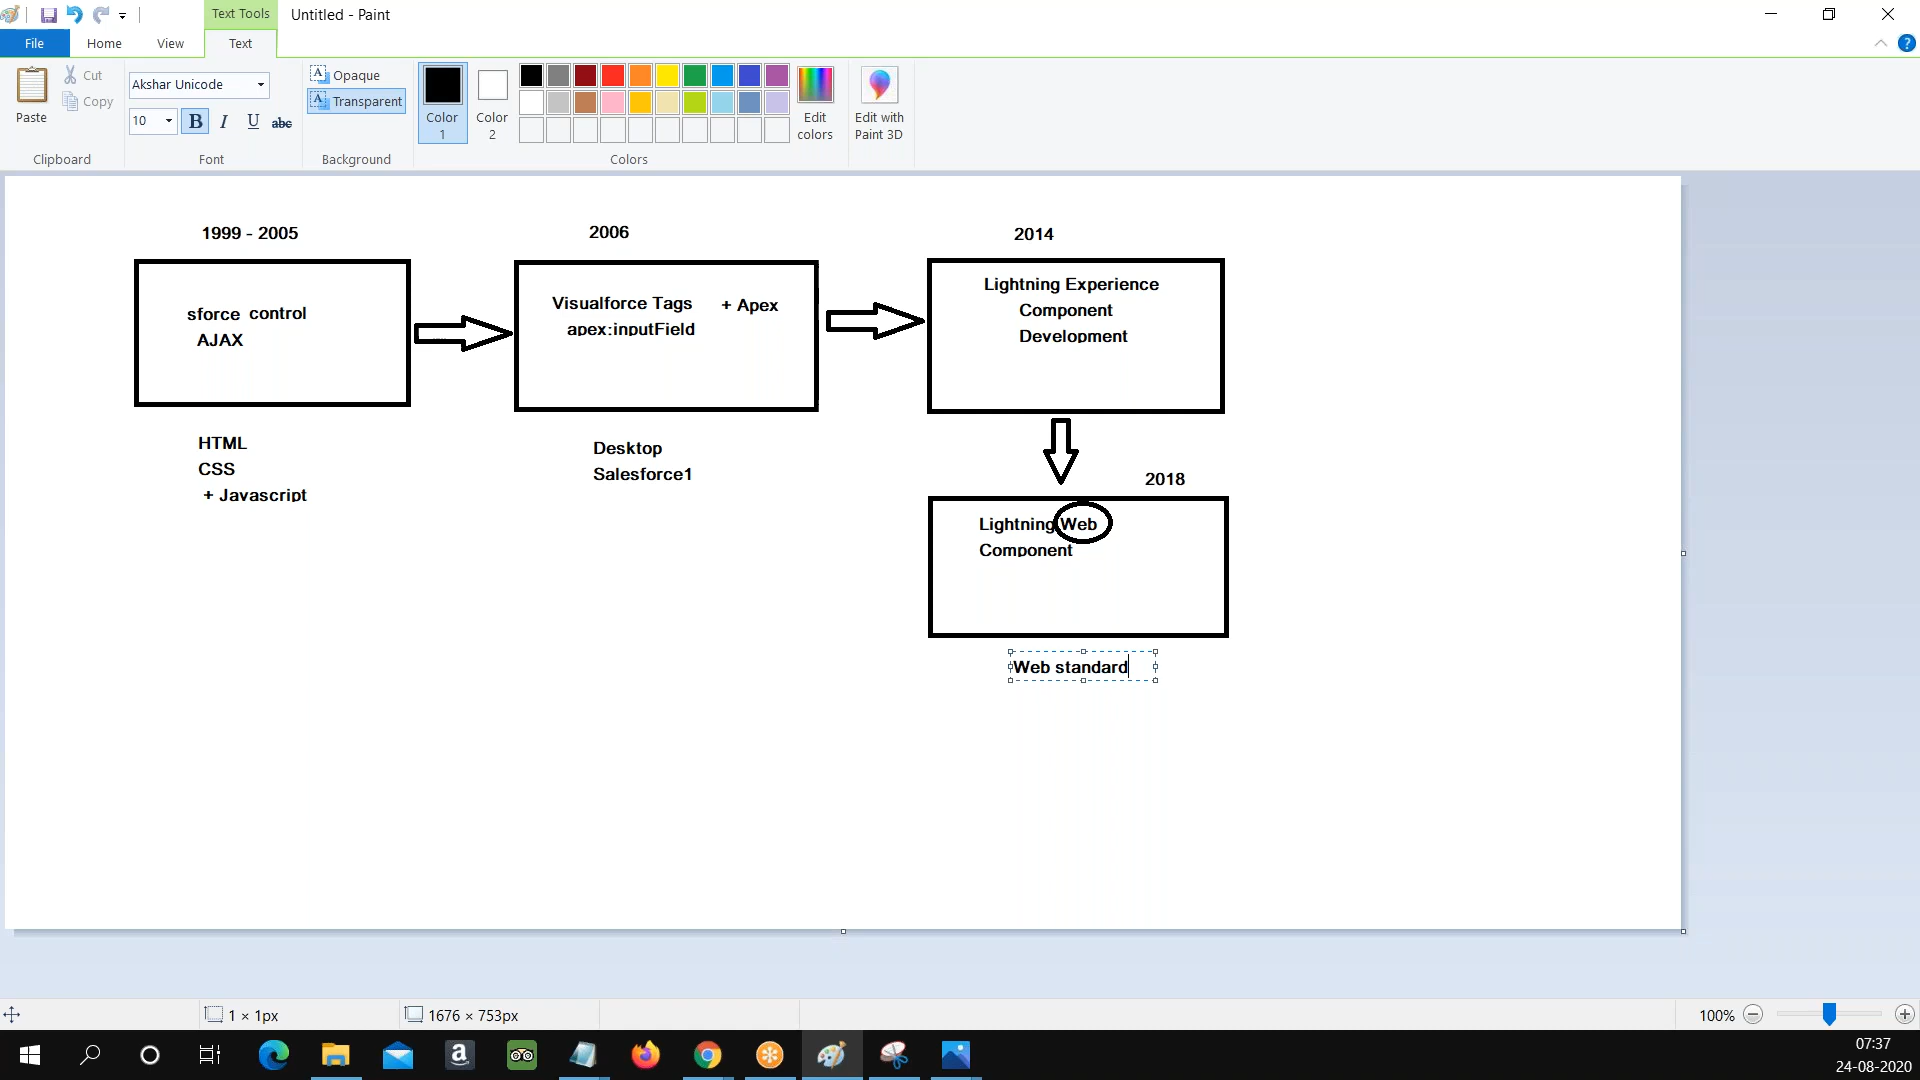 Text Tools
Untitled - Paint
File
Home
View
Text
Paste
Cut
Copy
Clipboard
Akshar Unicode
10
B
I
U
abc
Font
Opaque
Transparent
Background
Color
1
Color
2
Colors
Edit
colors
Edit with
Paint 3D
1999 - 2005
2006
2014
sforce control
AJAX
Visualforce Tags + Apex
apex:inputField
Lightning Experience
Component
Development
HTML
CSS
+ Javascript
Desktop
Salesforce1
2018
Lightning Web
Component
Web standard
1 × 1px
1676 × 753px
100%
07:37
24-08-2020